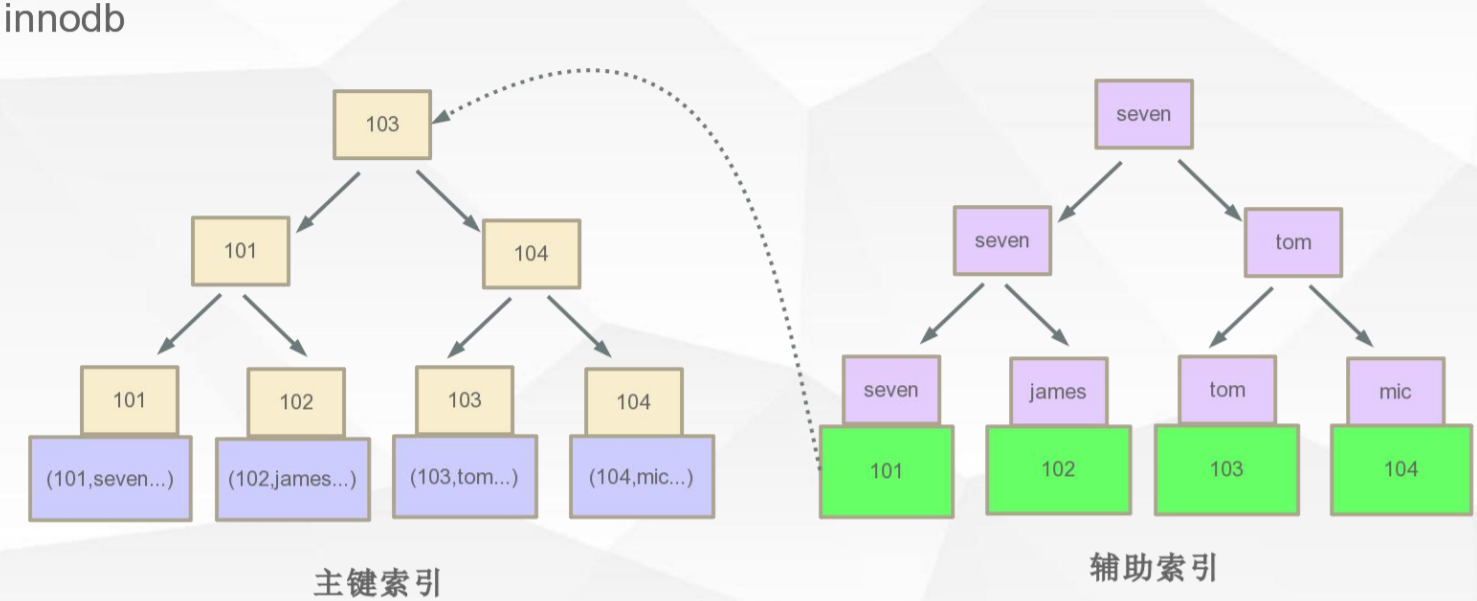 innodb
103
101
104
101
102
103
104
(101,seven...)
(102,james...)
(103,tom...)
(104,mic...)
主键索引
seven
seven
tom
seven
james
tom
mic
101
102
103
104
辅助索引